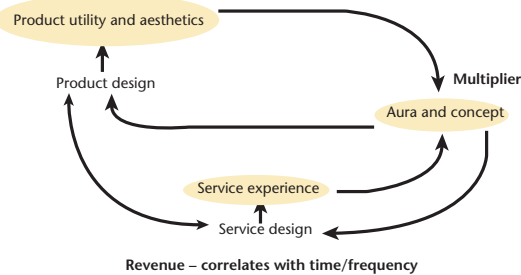 Product utility and aesthetics
Product design
Multiplier
Aura and concept
Service experience
Service design
Revenue – correlates with time/frequency